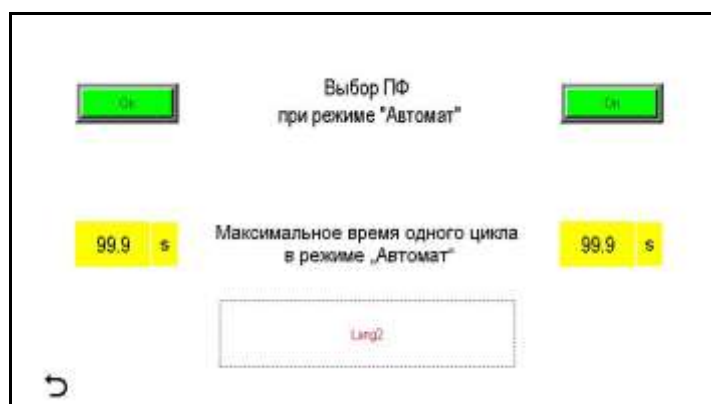 On
Выбор ПФ
при режиме "Автомат"
On
99.9 s
Максимальное время одного цикла
в режиме „Автомат“
99.9 s
Lang2